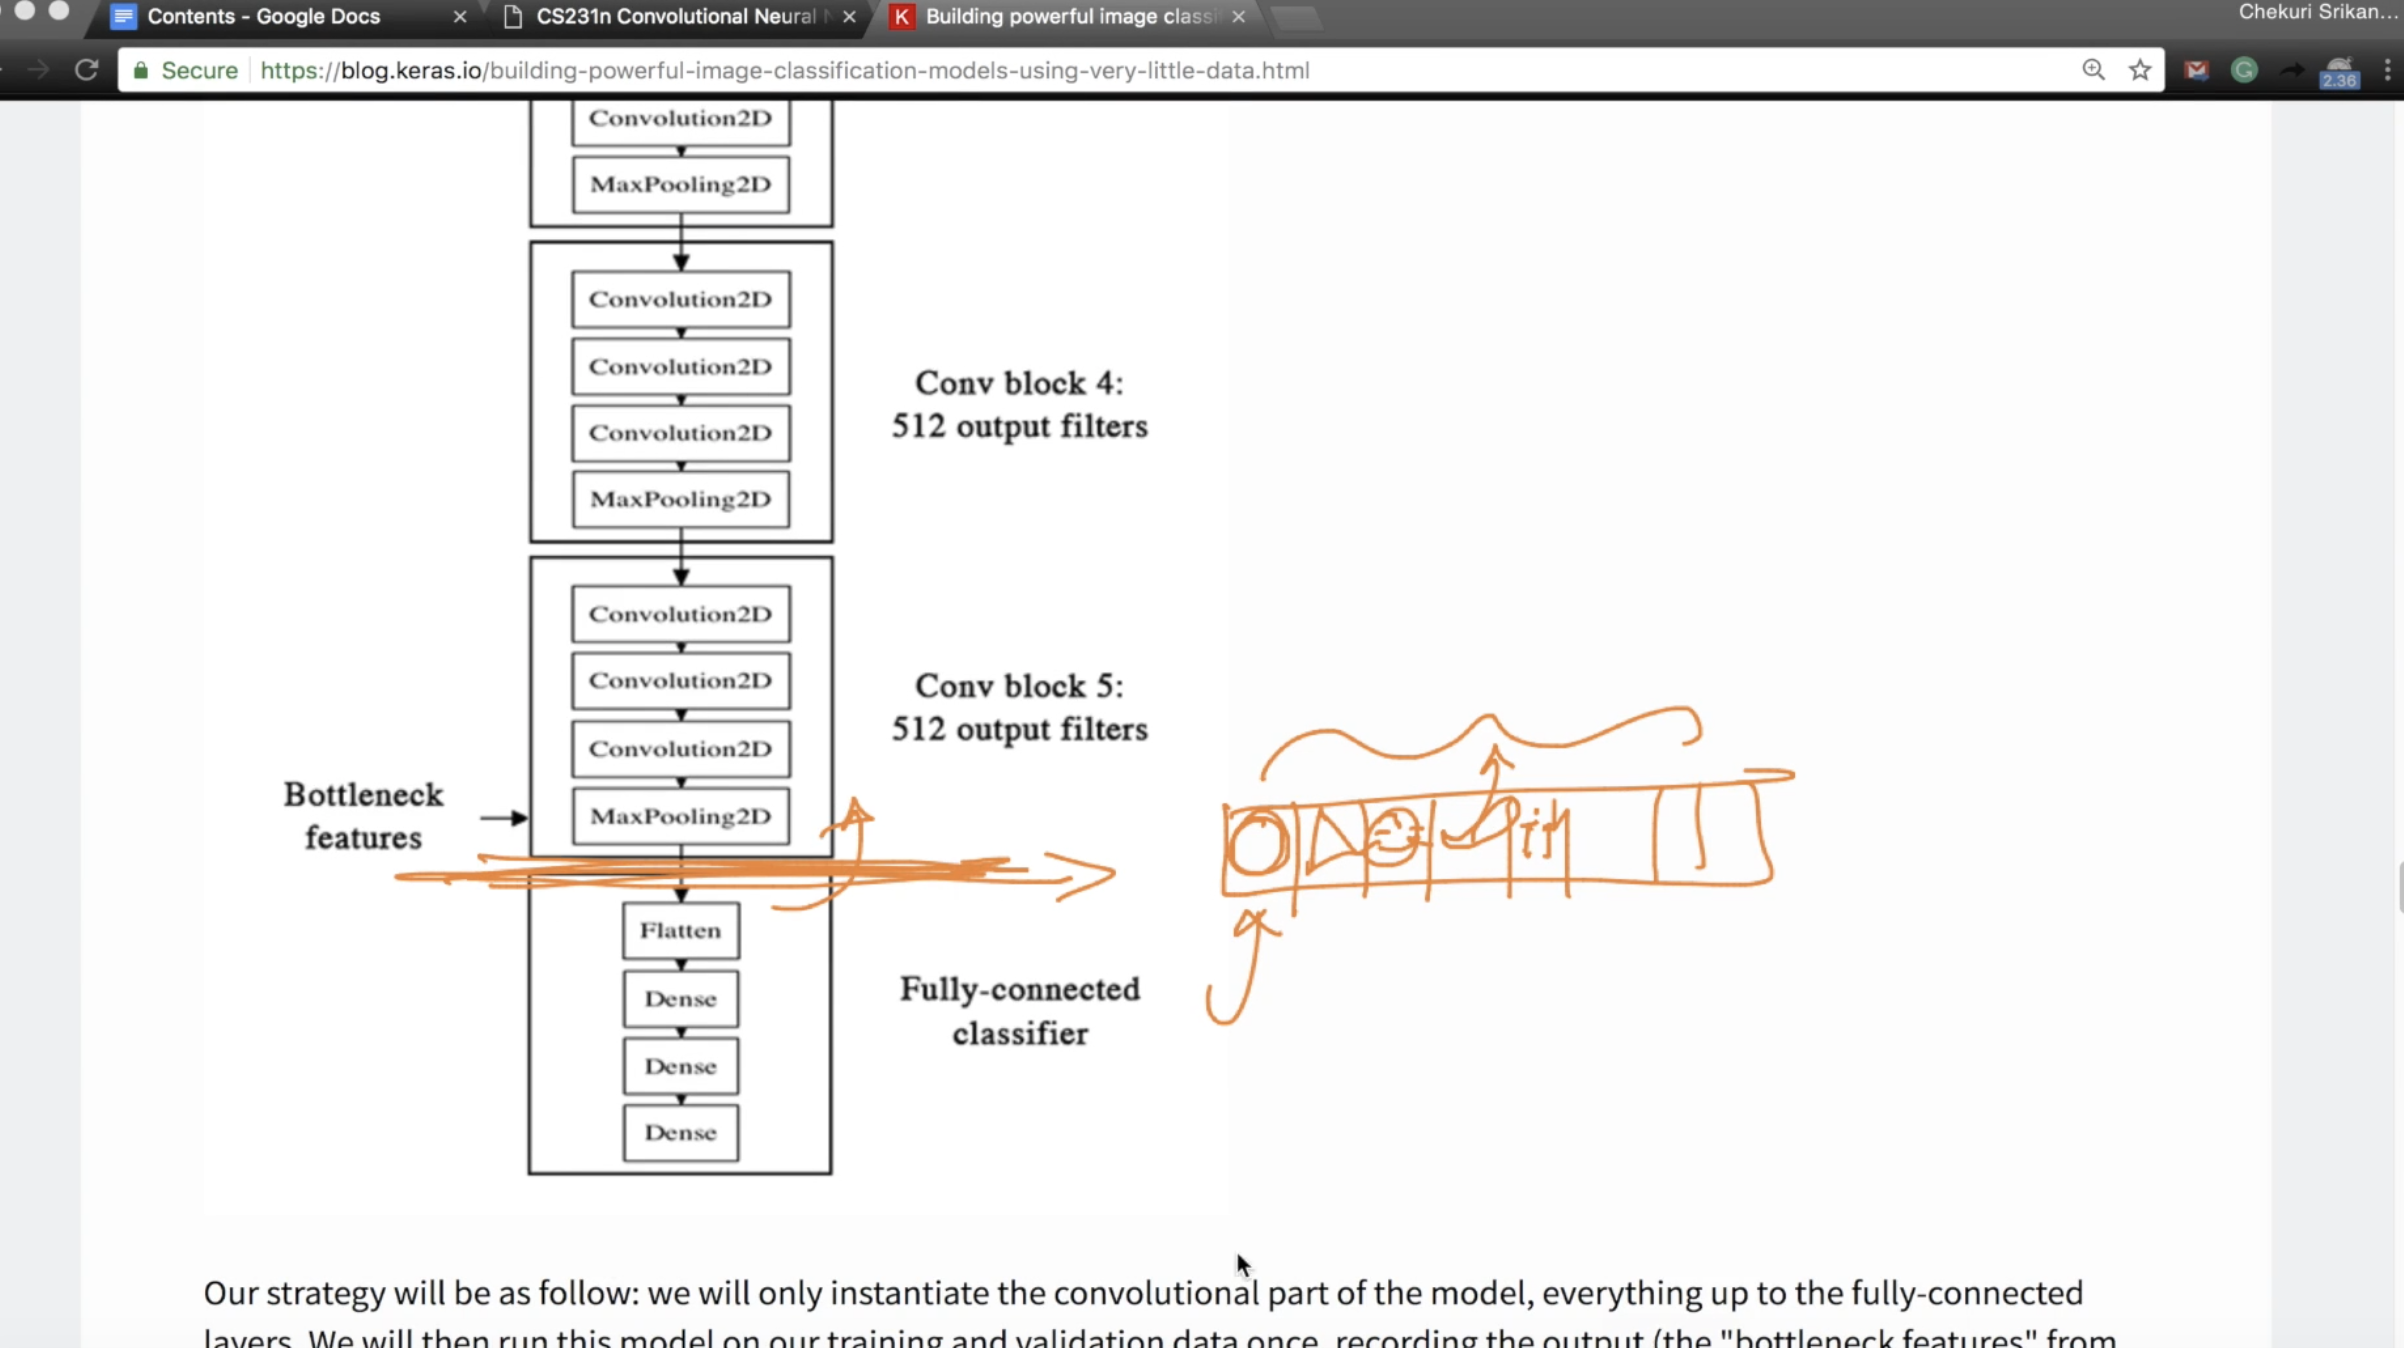 Contents - Google Docs
CS231n Convolutional Neural N
K
Building powerful image classi
Chekuri Srikan...
Secure
https://blog.keras.io/building-powerful-image-classification-models-using-very-little-data.html
2.36
Convolution2D
MaxPooling2D
Convolution2D
Convolution2D
Convolution2D
MaxPooling2D
Conv block 4:
512 output filters
Convolution2D
Convolution2D
Convolution2D
MaxPooling2D
Conv block 5:
512 output filters
Bottleneck
features
Flatten
Dense
Dense
Dense
Fully-connected
classifier
Our strategy will be as follow: we will only instantiate the convolutional part of the model, everything up to the fully-connected
layers. We will then run this model on our training and validation data once, recording the output (the "bottleneck features" from